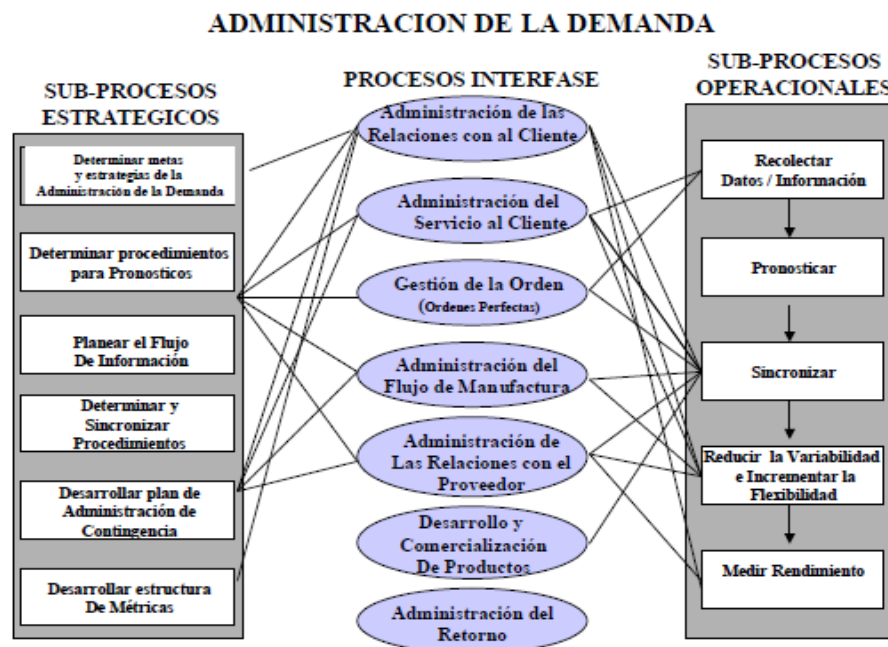 ADMINISTRACION DE LA DEMANDA
SUB-PROCESOS
ESTRATEGICOS
Determinar metas
y estrategias de la
Administración de la Demanda
Determinar procedimientos
para Pronosticos
Planear el Flujo
De Información
Determinar y
Sincronizar
Procedimientos
Desarrollar plan de
Administración de
Contingencia
Desarrollar estructura
De Métricas
PROCESOS INTERFASE
Administración de las
Relaciones con al Cliente
Administración del
Servicio al Cliente
Gestión de la Orden
(Ordenes Perfectas)
Administración del
Flujo de Manufactura
Administración de
Las Relaciones con el
Proveedor
Desarrollo y
Comercialización
De Productos
Administración del
Retorno
SUB-PROCESOS
OPERACIONALES
Recolectar
Datos / Información
Pronosticar
Sincronizar
Reducir la Variabilidad
e Incrementar la
Flexibilidad
Medir Rendimiento